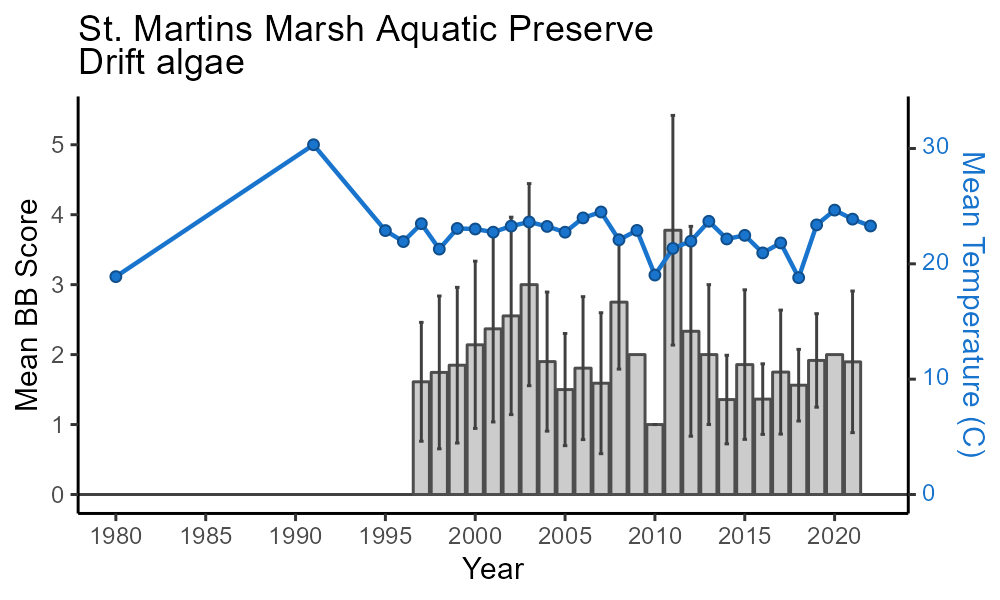 St. Martins Marsh Aquatic Preserve
Drift algae
Mean BB Score
5
4
3
2
1
0
30
20
10
0
Mean Temperature (C)
1980 1985 1990 1995 2000 2005 2010 2015 2020
Year